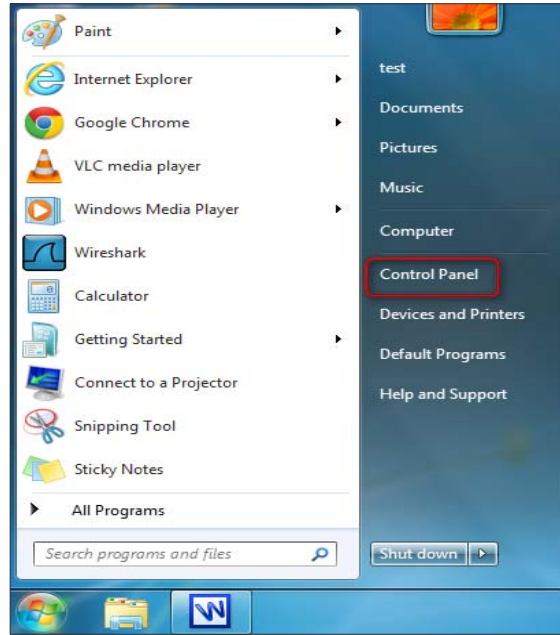 Paint
Internet Explorer
Google Chrome
VLC media player
Windows Media Player
Wireshark
Calculator
Getting Started
Connect to a Projector
Snipping Tool
Sticky Notes
All Programs
Search programs and files
test
Documents
Pictures
Music
Computer
Control Panel
Devices and Printers
Default Programs
Help and Support
Shut down
W